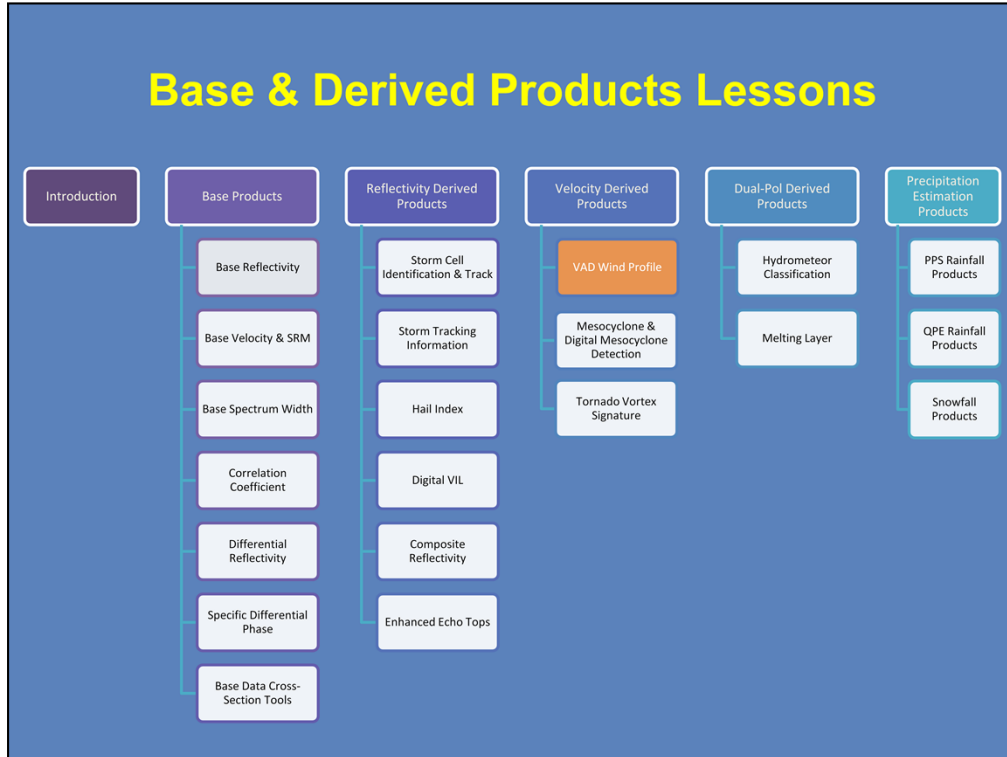 Base & Derived Products Lessons
Introduction
Base Products
Base Reflectivity
Base Velocity & SRM
Base Spectrum Width
Correlation
Coefficient
Differential
Reflectivity
Specific Differential
Phase
Base Data Cross-
Section Tools
Reflectivity Derived
Products
Storm Cell
Identification & Track
Storm Tracking
Information
Hail Index
Digital VIL
Composite
Reflectivity
Enhanced Echo Tops
Velocity Derived
Products
VAD Wind Profile
Mesocyclone &
Digital Mesocyclone
Detection
Tornado Vortex
Signature
Dual-Pol Derived
Products
Hydrometeor
Classification
Melting Layer
Precipitation
Estimation
Products
PPS Rainfall
Products
QPE Rainfall
Products
Snowfall
Products